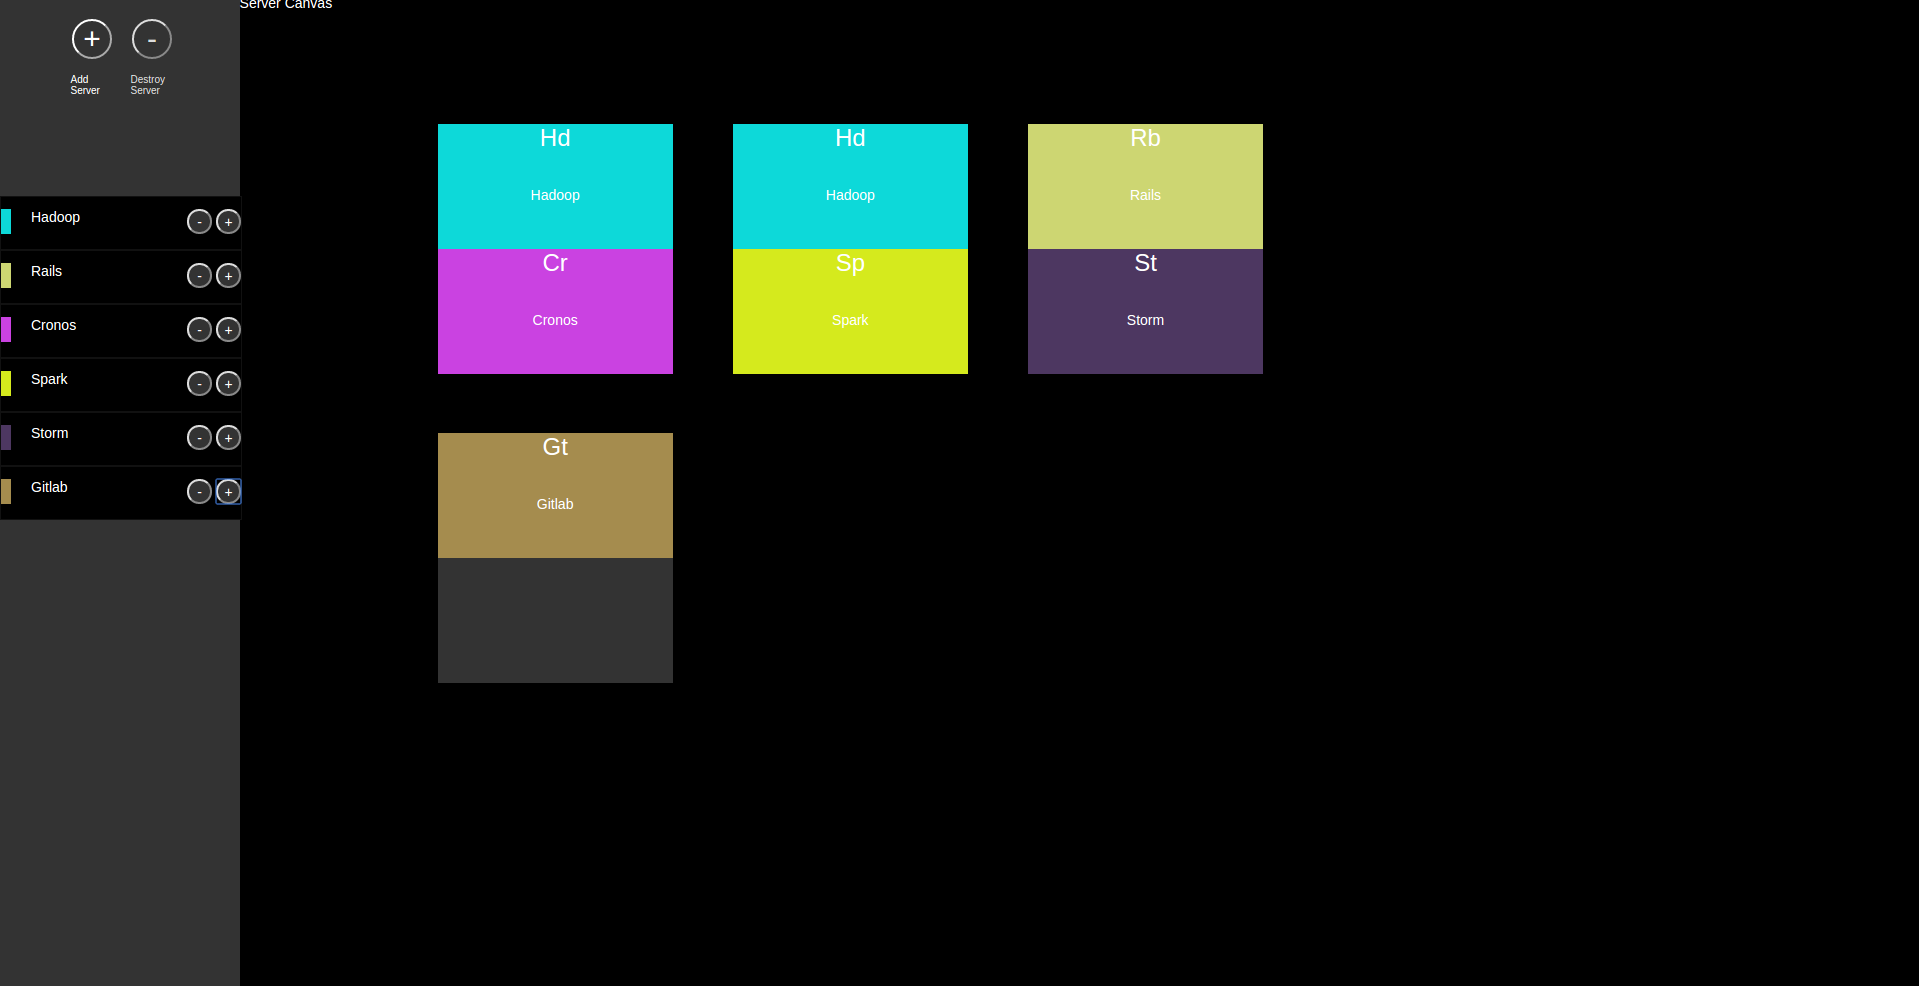 Server Canvas
+
-
Add
Server
Destroy
Server
Hadoop
-
+
Rails
-
+
Cronos
-
+
Spark
-
+
Storm
-
+
Gitlab
-
+
Hd
Hadoop
Hd
Hadoop
Rb
Rails
Cr
Cronos
Sp
Spark
St
Storm
Gt
Gitlab